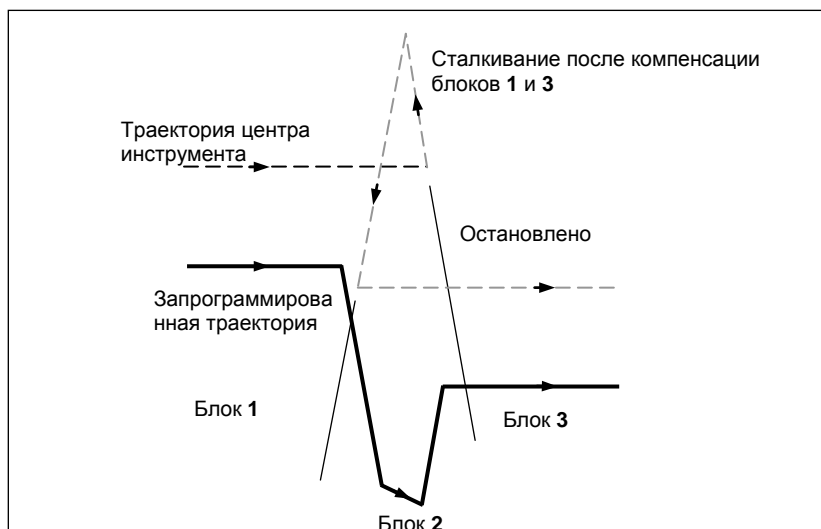 Сталкивание после компенсации
блоков 1 и 3
Траектория центра
инструмента
Остановлено
Запрограммирова
нная траектория
Блок 1
Блок 3
Блок 2